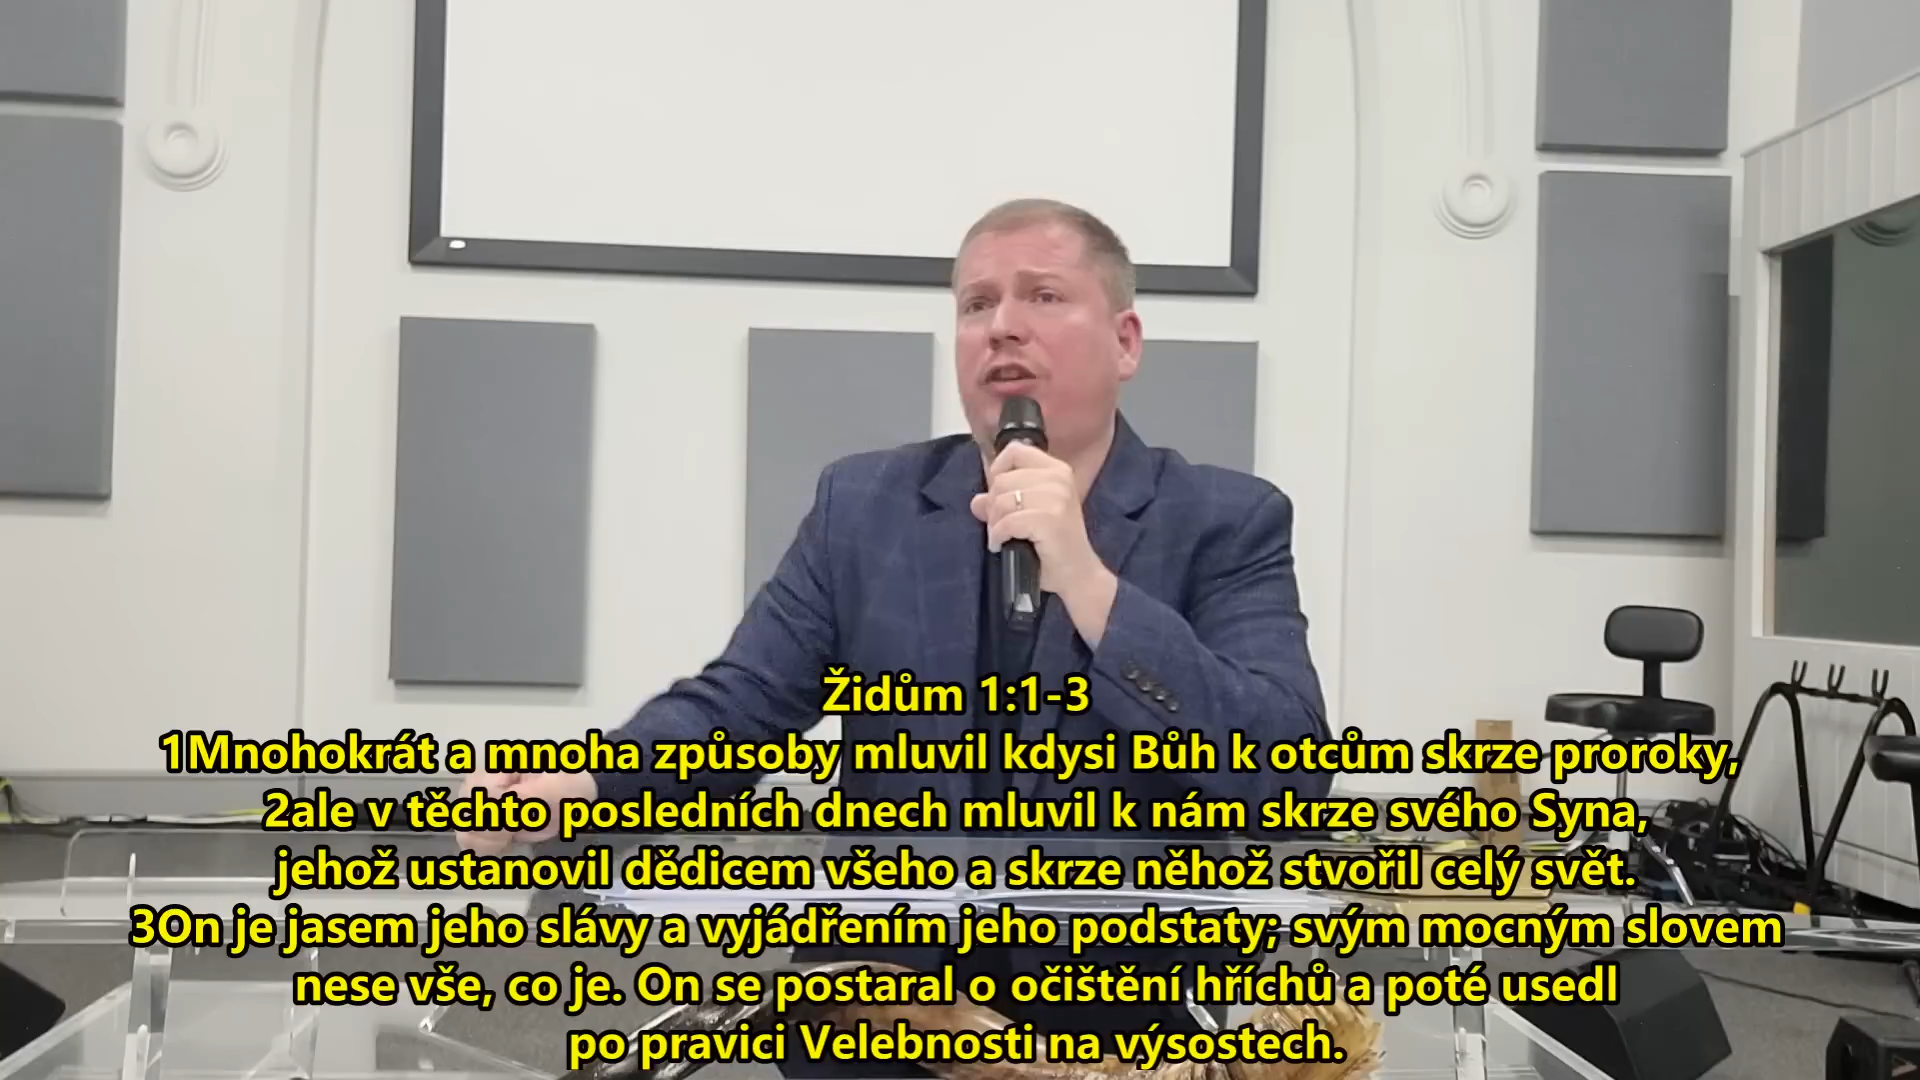 Židům 1:1-3
1Mnohokrát a mnoha způsoby mluvil kdysi Bůh k otcům skrze proroky,
2ale v těchto posledních dnech mluvil k nám skrze svého Syna,
jehož ustanovil dědicem všeho a skrze něhož stvořil celý svět.
3On je jasem jeho slávy a vyjádřením jeho podstaty; svým mocným slovem
nese vše, co je. On se postaral o očištění hříchů a poté usedl
po pravici Velebnosti na výsostech.